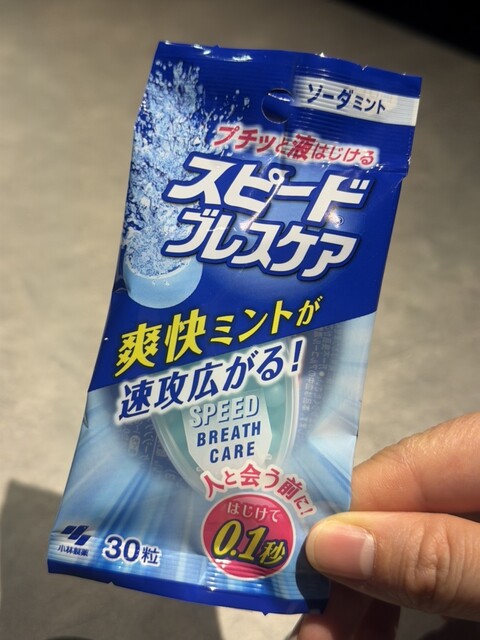 ソーダミント
プチッと液はじける
スピード
ブレスケア
爽快ミントが
速攻広がる!
SPEED
BREATH
CARE
人と会う前に!
はじけて
0.1秒
小林製薬
30粒